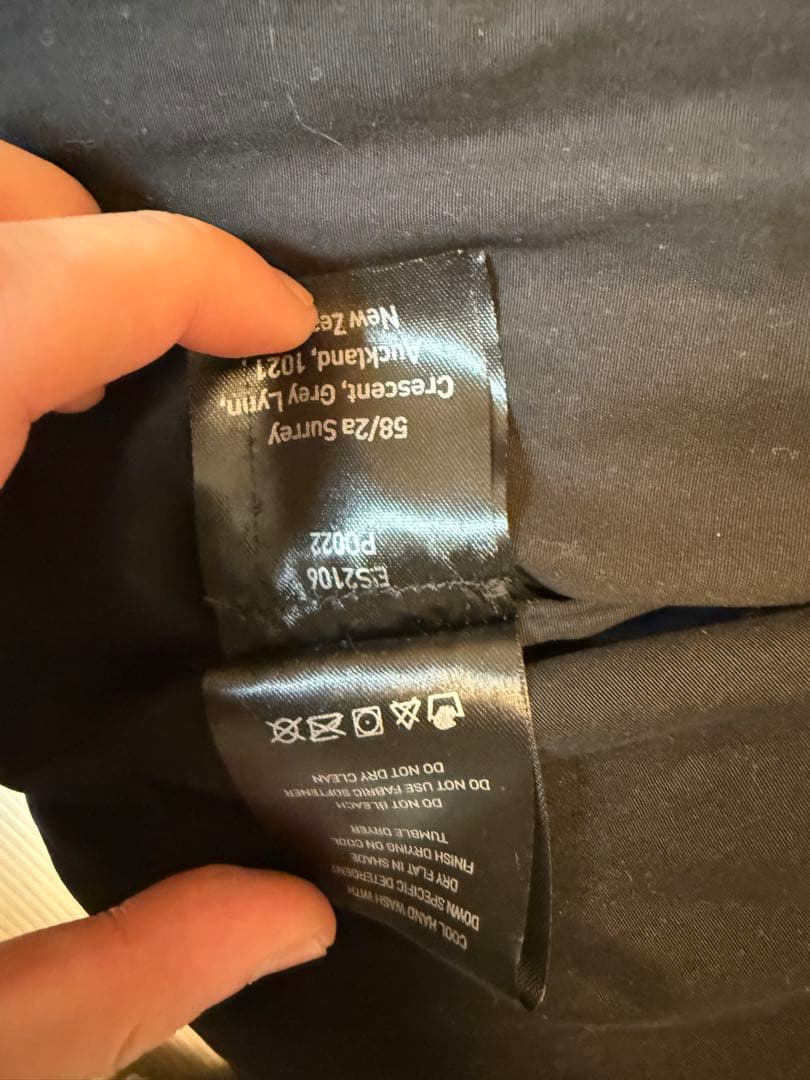 COOL HAND WASH WITH
DOWN SPECIFIC DETERGENT
DRY FLAT IN SHADE
FINISH DRYING ON COOL
TUMBLE DRYER
DO NOT BLEACH
DO NOT USE FABRIC SOFTENER
DO NOT DRY CLEAN
ES2106
PO022
58/2a Surrey
Crescent, Grey Lynn,
Auckland, 1021,
New